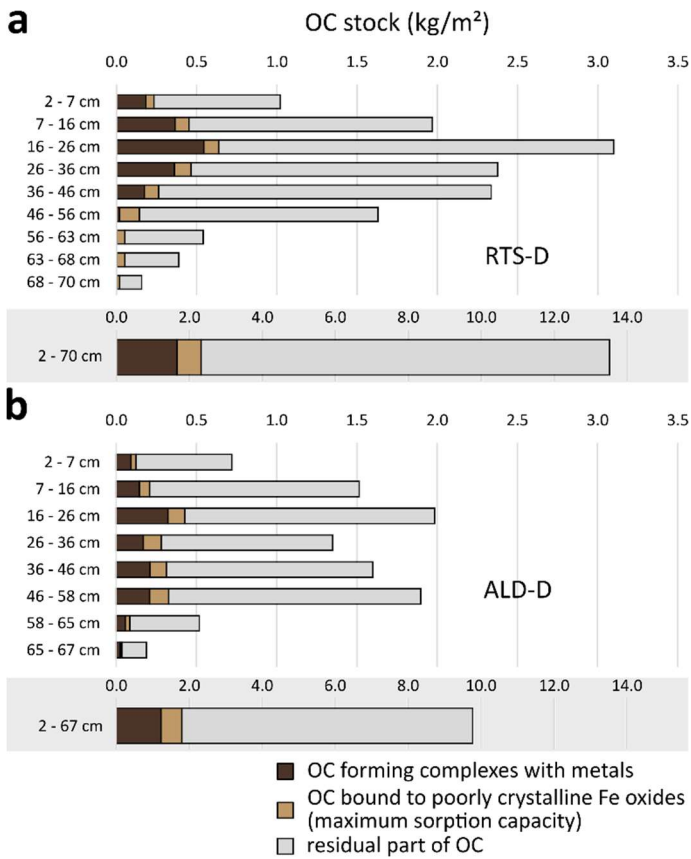 a
OC stock (kg/m²)
0.0 0.5 1.0 1.5 2.0 2.5 3.0 3.5
2 - 7 cm
7 - 16 cm
16 - 26 cm
26 - 36 cm
36 - 46 cm
46 - 56 cm
56 - 63 cm
RTS-D
63 - 68 cm
68 - 70 cm
0.0 2.0 4.0 6.0 8.0 10.0 12.0 14.0
2 - 70 cm
b
0.0 0.5 1.0 1.5 2.0 2.5 3.0 3.5
2 - 7 cm
7 - 16 cm
16 - 26 cm
26 - 36 cm
36 - 46 cm
46 - 58 cm
ALD-D
58 - 65 cm
65 - 67 cm
0.0 2.0 4.0 6.0 8.0 10.0 12.0 14.0
2 - 67 cm
OC forming complexes with metals
OC bound to poorly crystalline Fe oxides
(maximum sorption capacity)
residual part of OC